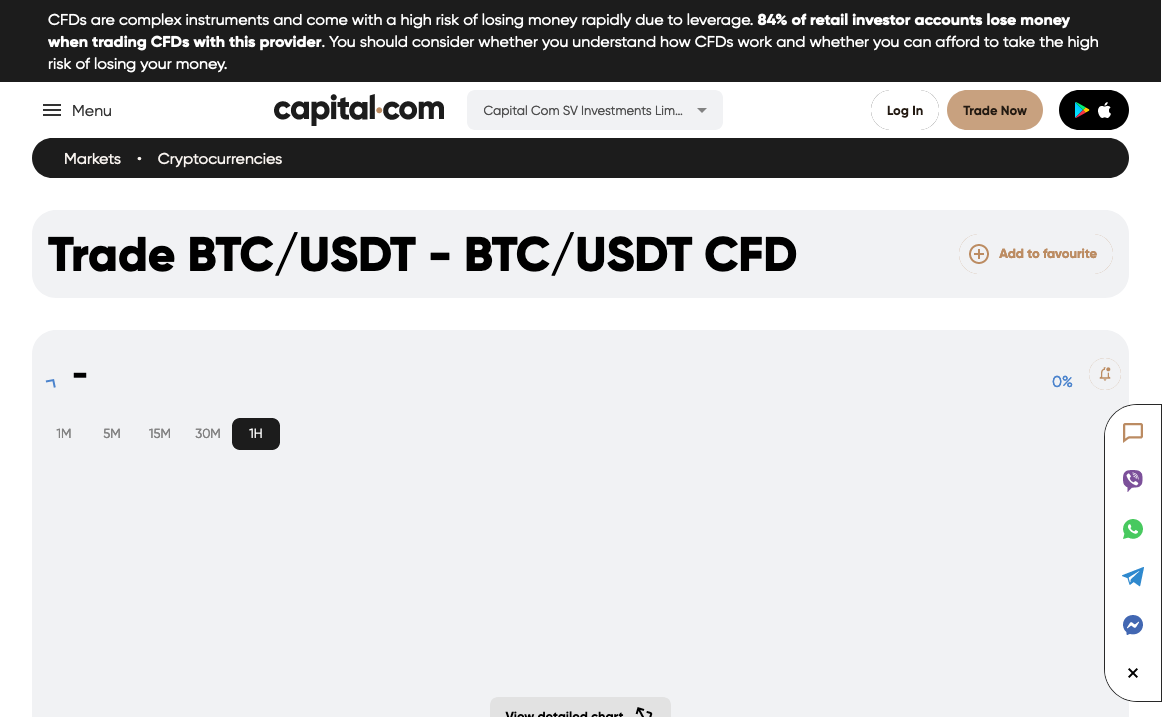 CFDs are complex instruments and come with a high risk of losing money rapidly due to leverage. 84% of retail investor accounts lose money
when trading CFDs with this provider. You should consider whether you understand how CFDs work and whether you can afford to take the high
risk of losing your money.
Menu
capital.com
Capital Com SV Investments Lim...
Log In
Trade Now
Markets • Cryptocurrencies
Trade BTC/USDT - BTC/USDT CFD
Add to favourite
-
0%
1M 5M 15M 30M 1H
View detailed chart